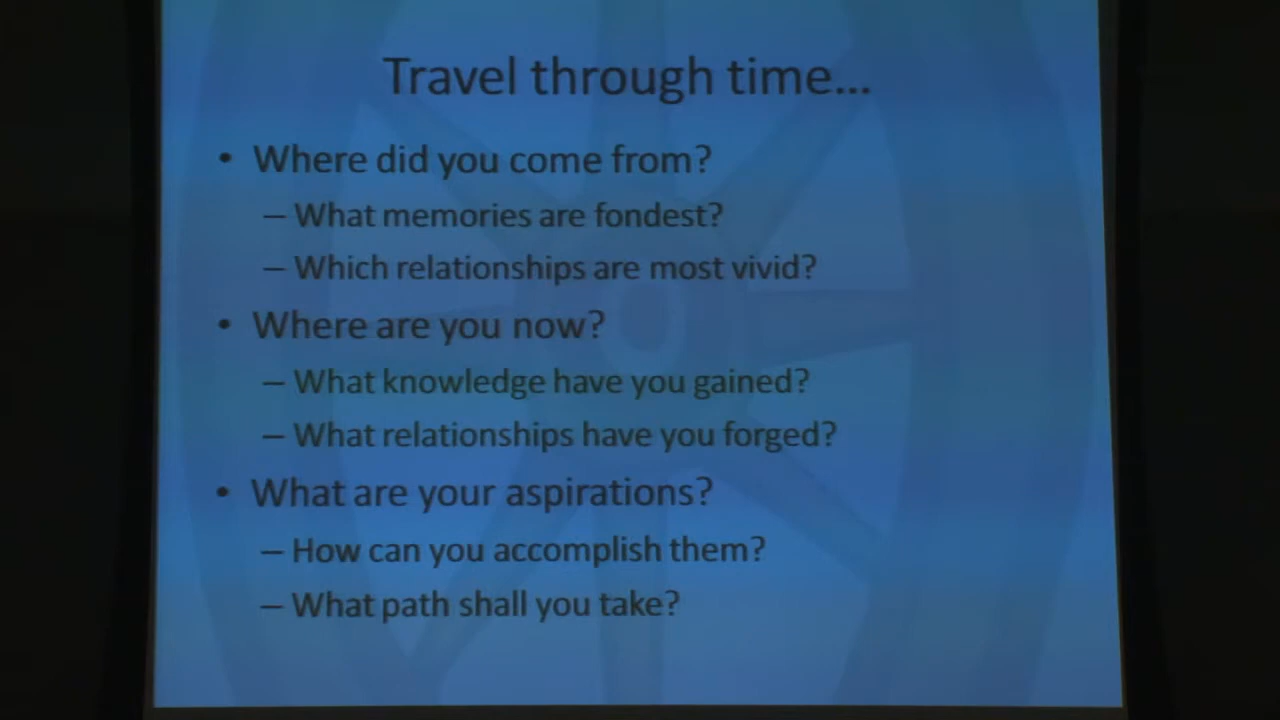 Travel through time...
• Where did you come from?
– What memories are fondest?
– Which relationships are most vivid?
• Where are you now?
– What knowledge have you gained?
– What relationships have you forged?
• What are your aspirations?
– How can you accomplish them?
– What path shall you take?